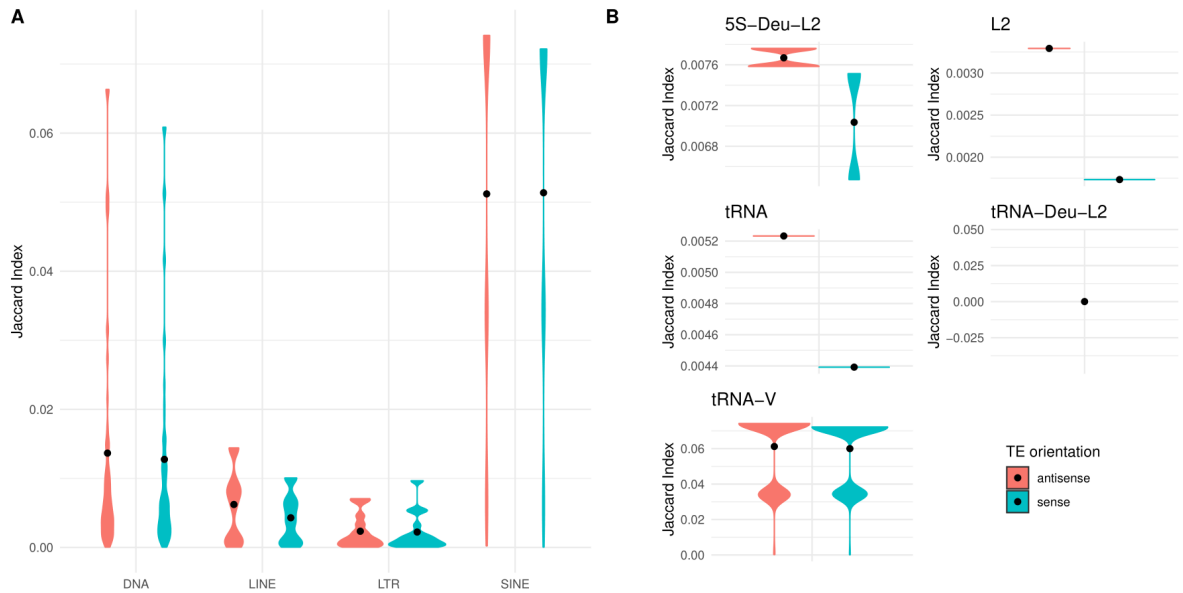 A
Jaccard Index
0.06
0.04
0.02
0.00
DNA
LINE
LTR
SINE
B
5S−Deu−L2
Jaccard Index
0.0076
0.0072
0.0068
L2
Jaccard Index
0.0030
0.0025
0.0020
tRNA
Jaccard Index
0.0052
0.0050
0.0048
0.0046
0.0044
tRNA−Deu−L2
Jaccard Index
0.050
0.025
0.000
−0.025
tRNA−V
Jaccard Index
0.06
0.04
0.02
0.00
TE orientation
antisense
sense